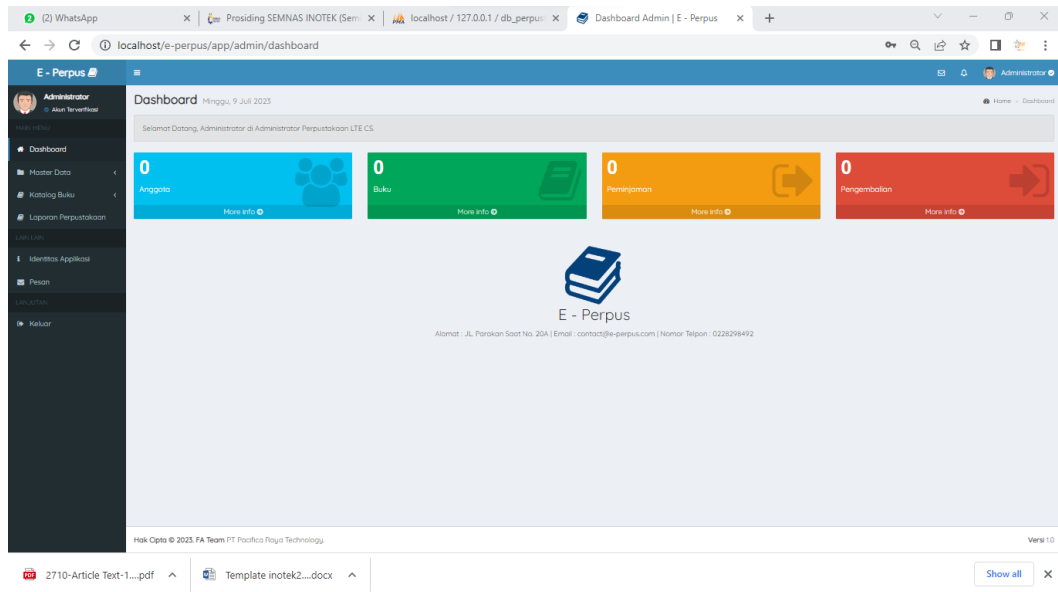 (2) WhatsApp
Prosiding SEMNAS INOTEK (Sem
localhost / 127.0.0.1 / db_perpus
Dashboard Admin | E - Perpus
localhost/e-perpus/app/admin/dashboard
E - Perpus
Administrator
Administrator
Akun Terverifikasi
Dashboard Minggu, 9 Juli 2023
Home > Dashboard
MAIN MENU
Selamat Datang, Administrator di Administrator Perpustakaan LTE CS.
Dashboard
Master Data
Katalog Buku
Laporan Perpustakaan
LAIN LAIN
Identitas Applikasi
Pesan
LANJUTAN
Keluar
0
Anggota
More info
0
Buku
More info
0
Peminjaman
More info
0
Pengembalian
More info
E - Perpus
Alamat : JL. Parakan Saat No. 20A | Email : contact@e-perpus.com | Nomor Telpon : 0228298492
Hak Cipta © 2023. FA Team PT Pacifica Raya Technology.
Versi 1.0
2710-Article Text-1....pdf
Template inotek2....docx
Show all